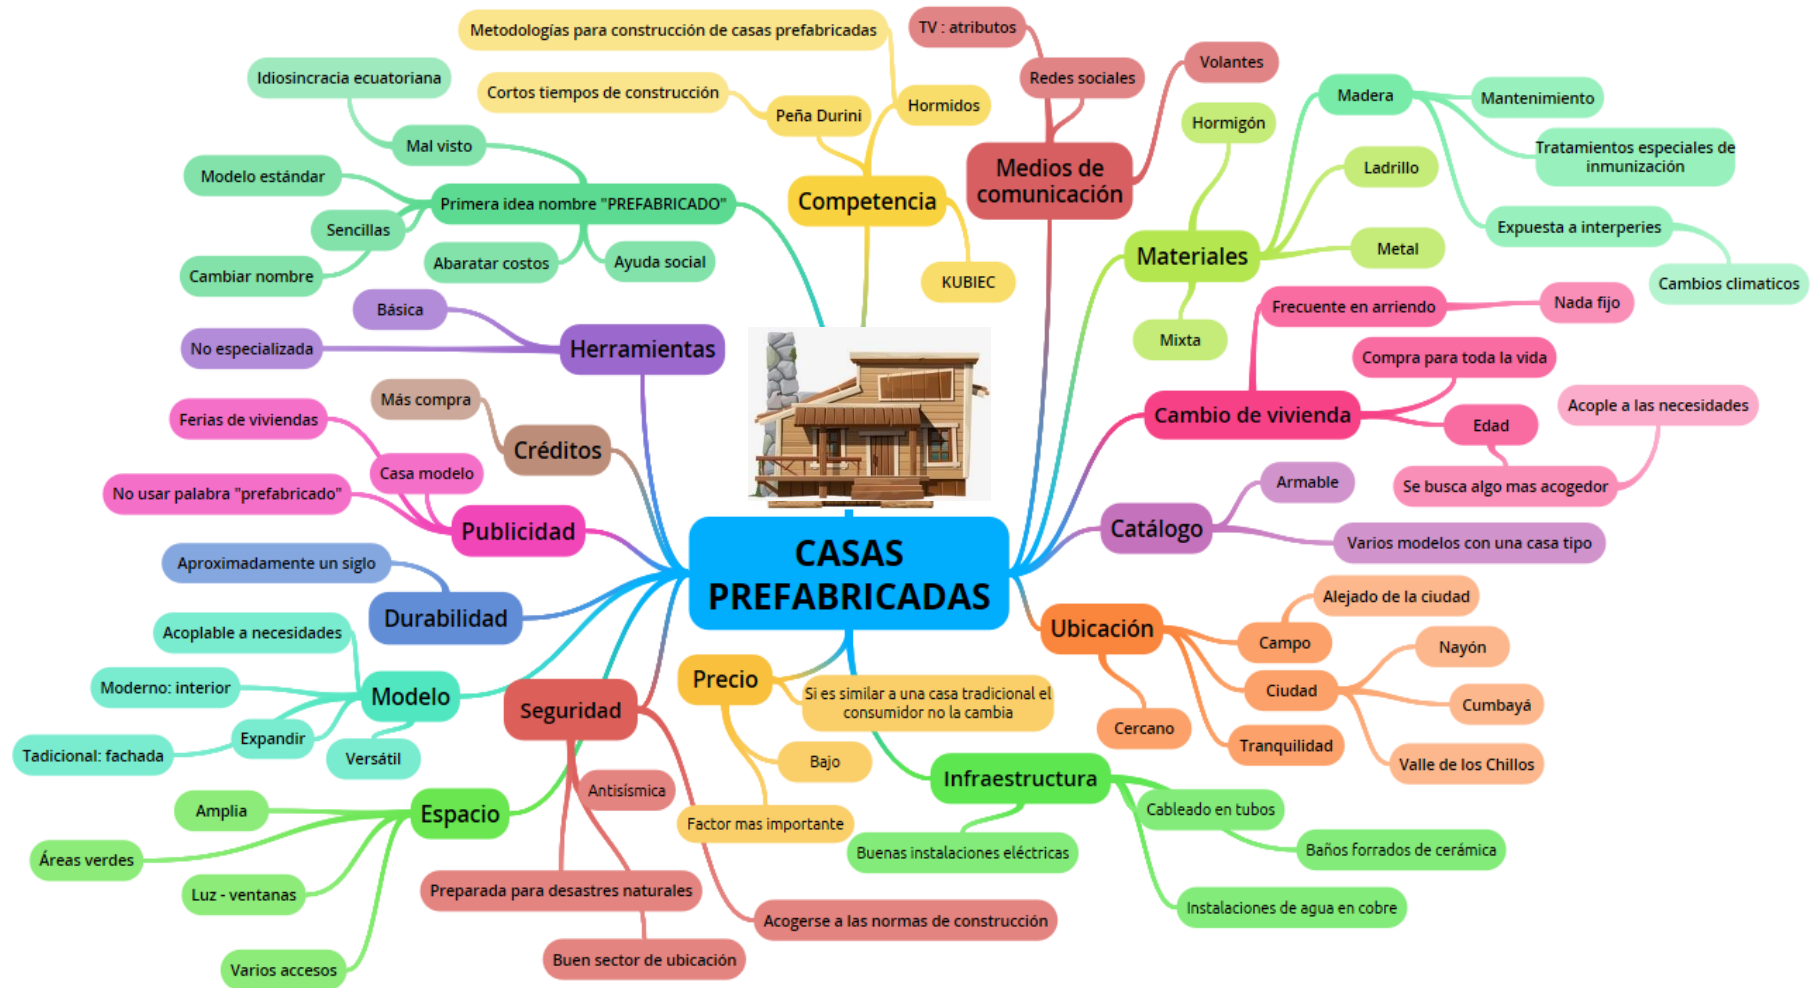 CASAS
PREFABRICADAS
Primera idea nombre "PREFABRICADO"
Mal visto
Idiosincracia ecuatoriana
Modelo estándar
Sencillas
Cambiar nombre
Abaratar costos
Ayuda social
Competencia
Peña Durini
Cortos tiempos de construcción
Hormidos
Metodologías para construcción de casas prefabricadas
KUBIEC
Medios de
comunicación
TV : atributos
Redes sociales
Volantes
Materiales
Hormigón
Mixta
Madera
Mantenimiento
Tratamientos especiales de
inmunización
Expuesta a interperies
Cambios climaticos
Ladrillo
Metal
Cambio de vivienda
Frecuente en arriendo
Nada fijo
Compra para toda la vida
Edad
Se busca algo mas acogedor
Acople a las necesidades
Catálogo
Armable
Varios modelos con una casa tipo
Ubicación
Campo
Alejado de la ciudad
Ciudad
Nayón
Cumbayá
Valle de los Chillos
Tranquilidad
Cercano
Infraestructura
Cableado en tubos
Baños forrados de cerámica
Instalaciones de agua en cobre
Buenas instalaciones eléctricas
Precio
Si es similar a una casa tradicional el
consumidor no la cambia
Bajo
Factor mas importante
Seguridad
Antisísmica
Preparada para desastres naturales
Buen sector de ubicación
Acogerse a las normas de construcción
Espacio
Amplia
Áreas verdes
Luz - ventanas
Varios accesos
Modelo
Acoplable a necesidades
Moderno: interior
Tadicional: fachada
Expandir
Versátil
Durabilidad
Aproximadamente un siglo
Publicidad
Ferias de viviendas
Casa modelo
No usar palabra "prefabricado"
Créditos
Más compra
Herramientas
Básica
No especializada